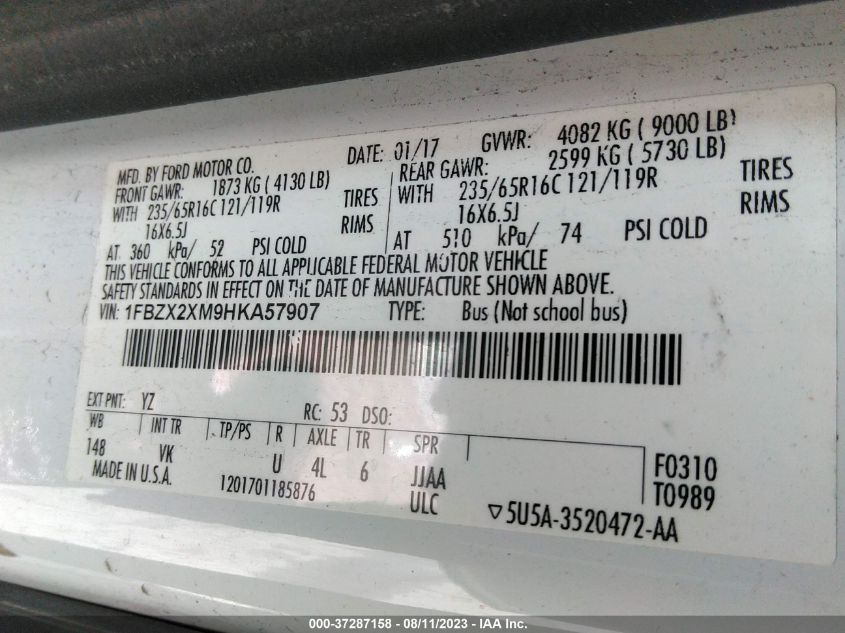 MFD. BY FORD MOTOR CO. DATE: 01/17 GVWR: 4082 KG ( 9000 LB)
FRONT GAWR: 1873 KG ( 4130 LB) REAR GAWR: 2599 KG ( 5730 LB)
WITH 235/65R16C 121/119R TIRES WITH 235/65R16C 121/119R TIRES
16X6.5J RIMS 16X6.5J RIMS
AT 360 kPa/ 52 PSI COLD AT 510 kPa/ 74 PSI COLD
THIS VEHICLE CONFORMS TO ALL APPLICABLE FEDERAL MOTOR VEHICLE
SAFETY STANDARDS IN EFFECT ON THE DATE OF MANUFACTURE SHOWN ABOVE.
VIN: 1FBZX2XM9HKA57907 TYPE: Bus (Not school bus)
EXT PNT: YZ RC: 53 DSO:
WB INT TR TP/PS R AXLE TR SPR
148 VK U 4L 6 JJAA F0310
MADE IN U.S.A. 1201701185876 ULC T0989
▽5U5A-3520472-AA
000-37287158 - 08/11/2023 - IAA Inc.